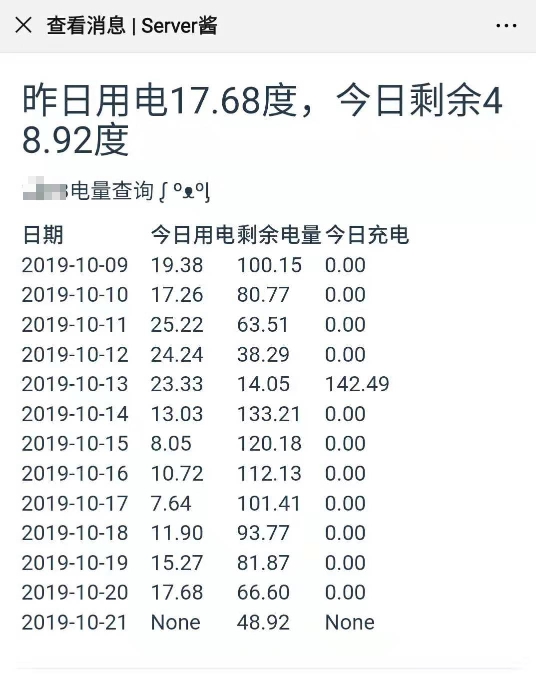 查看消息 | Server酱
昨日用电17.68度，今日剩余4
8.92度
电量查询 ʃ ºᴥºʅ
日期 今日用电 剩余电量 今日充电
2019-10-09 19.38 100.15 0.00
2019-10-10 17.26 80.77 0.00
2019-10-11 25.22 63.51 0.00
2019-10-12 24.24 38.29 0.00
2019-10-13 23.33 14.05 142.49
2019-10-14 13.03 133.21 0.00
2019-10-15 8.05 120.18 0.00
2019-10-16 10.72 112.13 0.00
2019-10-17 7.64 101.41 0.00
2019-10-18 11.90 93.77 0.00
2019-10-19 15.27 81.87 0.00
2019-10-20 17.68 66.60 0.00
2019-10-21 None 48.92 None